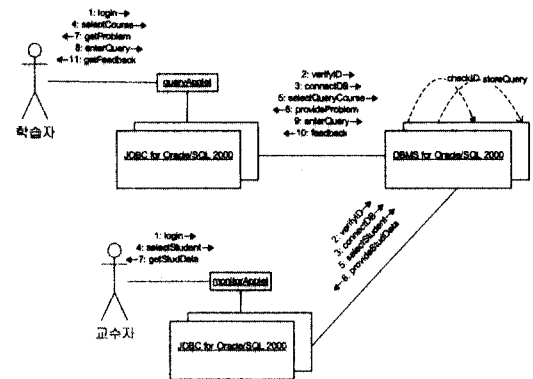 1: login→
4: selectCourse→
←7: getProblem
8: enterQuery→
←11: getFeedback
학습자
queryApplet
JDBC for Oracle/SQL 2000
2: verifyID→
3: connectDB→
5: selectQueryCourse→
←6: provideProblem
9: enterQuery→
←10: feedback
checkID
storeQuery
DBMS for Oracle/SQL 2000
1: login→
4: selectStudent→
←7: getStudData
교수자
monitorApplet
JDBC for Oracle/SQL 2000
2: verifyID→
3: connectDB→
5: selectStudent→
←6: provideStudData